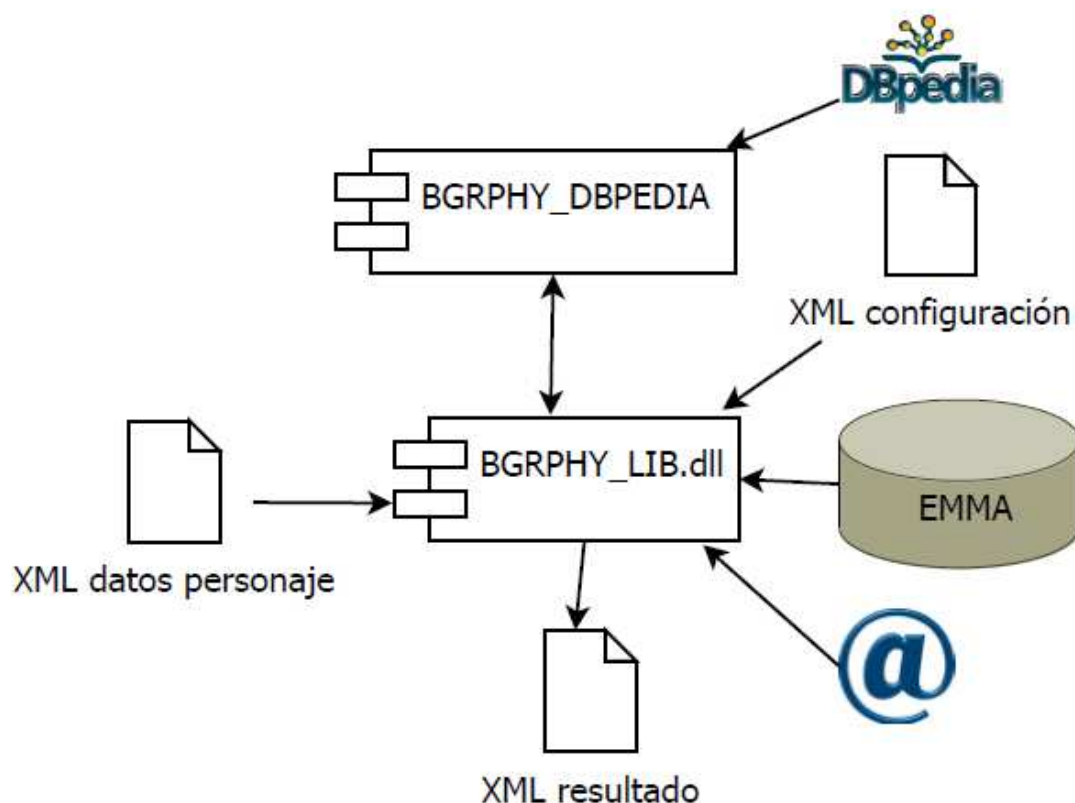 DBpedia
BGRPHY_DBPEDIA
XML configuración
BGRPHY_LIB.dll
EMMA
XML datos personaje
@
XML resultado